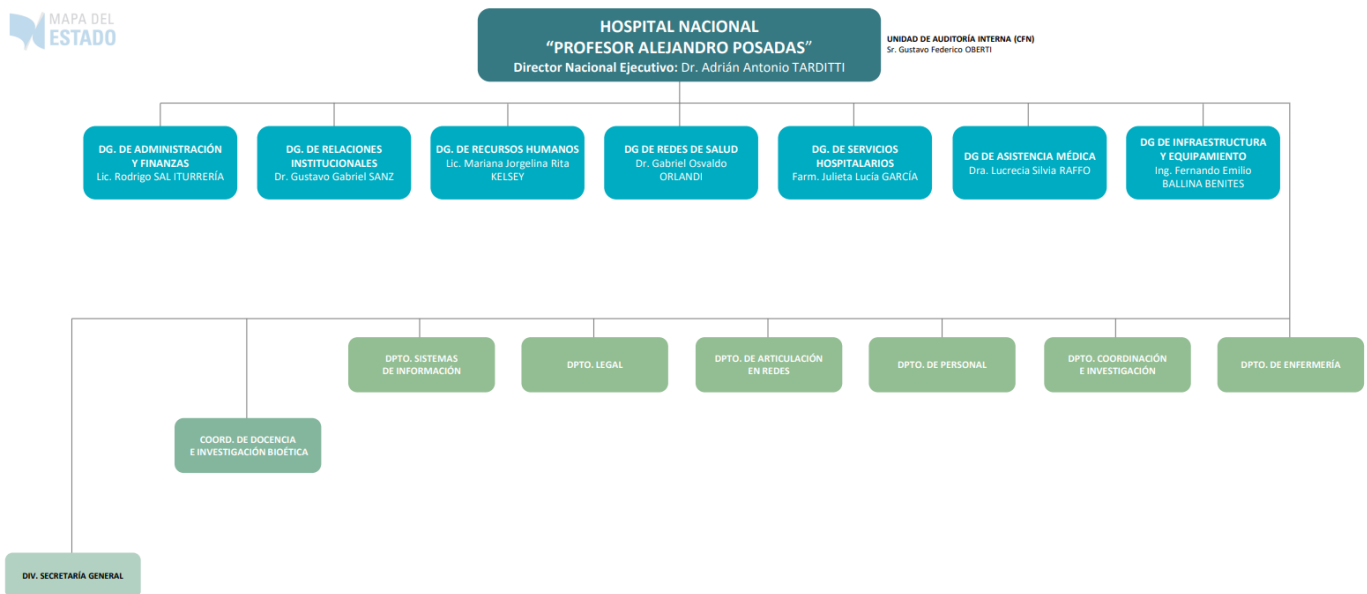 MAPA DEL
ESTADO
HOSPITAL NACIONAL
“PROFESOR ALEJANDRO POSADAS”
Director Nacional Ejecutivo: Dr. Adrián Antonio TARDITTI
UNIDAD DE AUDITORÍA INTERNA (CFN)
Sr. Gustavo Federico OBERTI
DG. DE ADMINISTRACIÓN
Y FINANZAS
Lic. Rodrigo SAL ITURRERÍA
DG. DE RELACIONES
INSTITUCIONALES
Dr. Gustavo Gabriel SANZ
DG. DE RECURSOS HUMANOS
Lic. Mariana Jorgelina Rita
KELSEY
DG DE REDES DE SALUD
Dr. Gabriel Osvaldo
ORLANDI
DG. DE SERVICIOS
HOSPITALARIOS
Farm. Julieta Lucía GARCÍA
DG DE ASISTENCIA MÉDICA
Dra. Lucrecia Silvia RAFFO
DG DE INFRAESTRUCTURA
Y EQUIPAMIENTO
Ing. Fernando Emilio
BALLINA BENITES
DPTO. SISTEMAS
DE INFORMACIÓN
DPTO. LEGAL
DPTO. DE ARTICULACIÓN
EN REDES
DPTO. DE PERSONAL
DPTO. COORDINACIÓN
E INVESTIGACIÓN
DPTO. DE ENFERMERÍA
COORD. DE DOCENCIA
E INVESTIGACIÓN BIOÉTICA
DIV. SECRETARÍA GENERAL